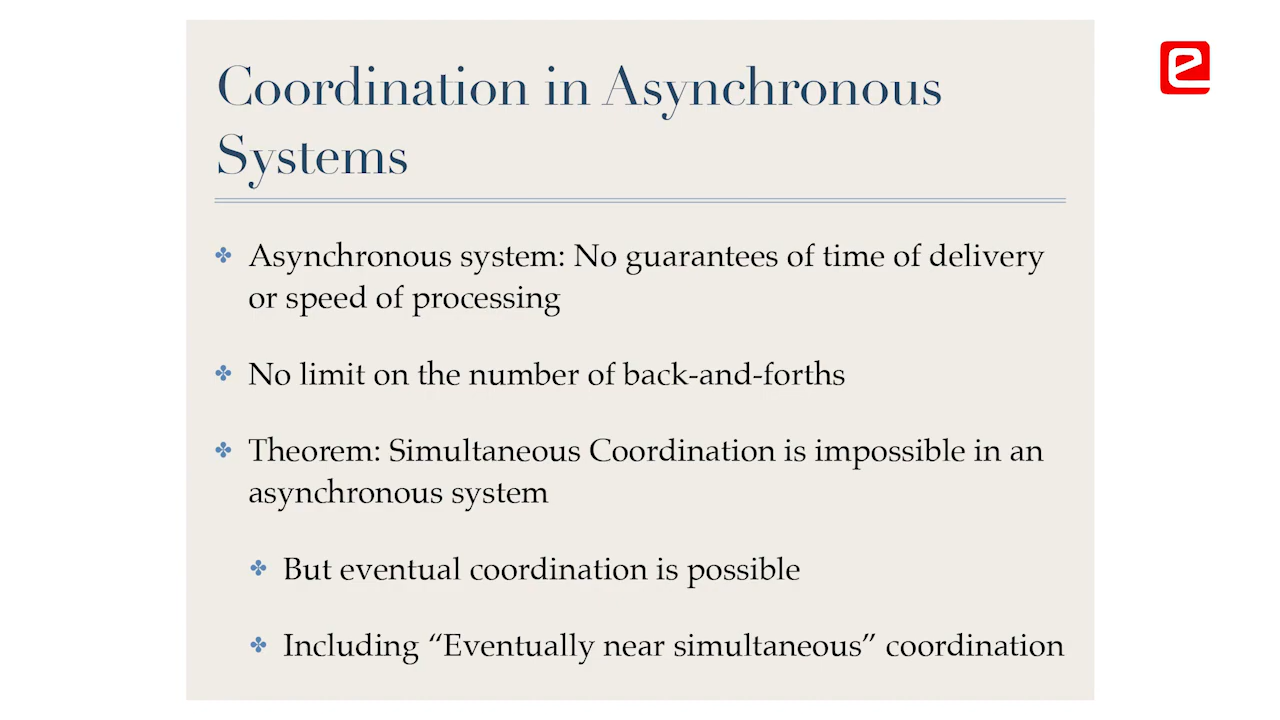 Coordination in Asynchronous
Systems
Asynchronous system: No guarantees of time of delivery
or speed of processing
No limit on the number of back-and-forths
Theorem: Simultaneous Coordination is impossible in an
asynchronous system
But eventual coordination is possible
Including “Eventually near simultaneous” coordination
e